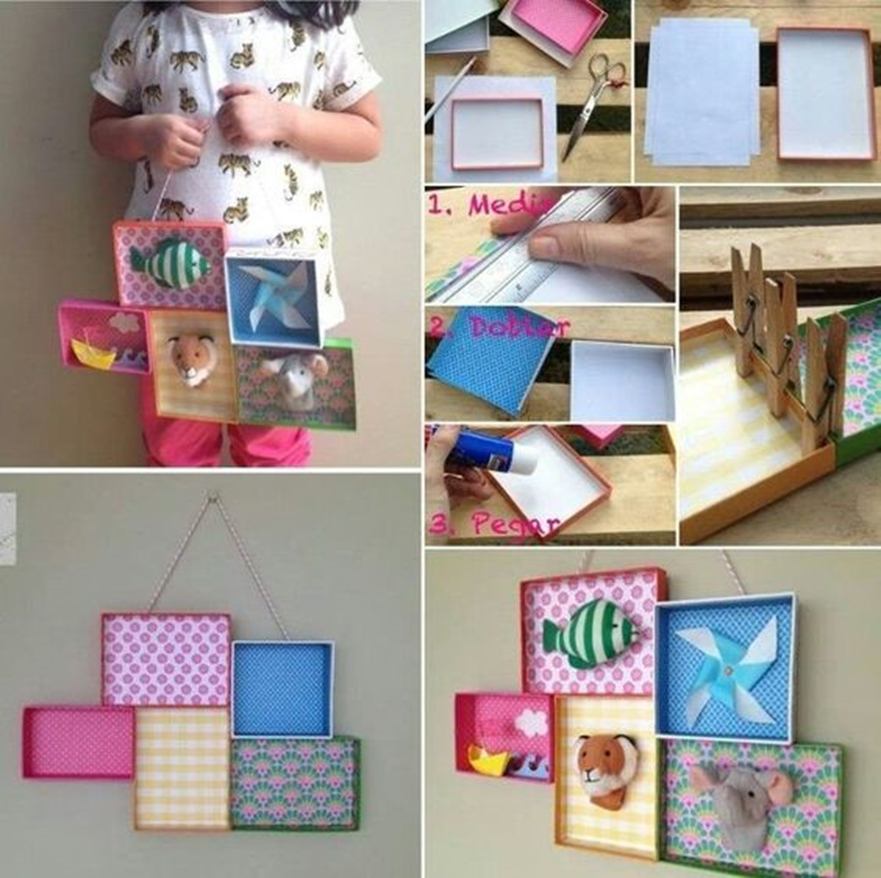 1. Medir
2. Doblar
3. Pegar